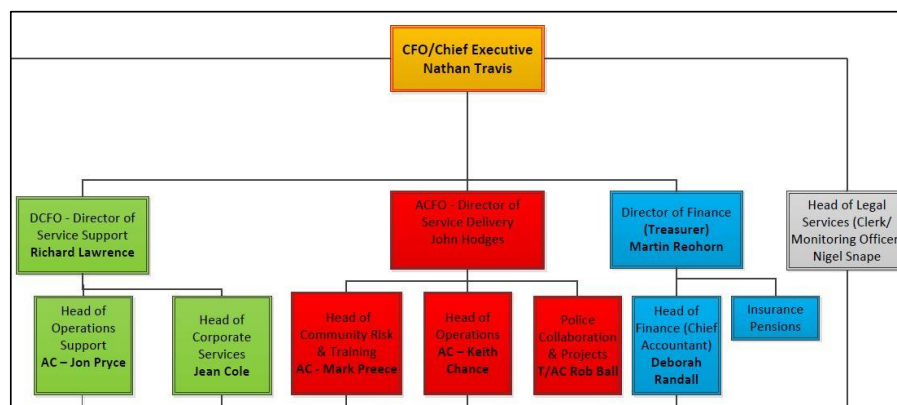 CFO/Chief Executive
Nathan Travis
DCFO - Director of
Service Support
Richard Lawrence
ACFO - Director of
Service Delivery
John Hodges
Director of Finance
(Treasurer)
Martin Reohorn
Head of Legal
Services (Clerk/
Monitoring Officer
Nigel Snape
Head of
Operations
Support
AC – Jon Pryce
Head of
Corporate
Services
Jean Cole
Head of
Community Risk
& Training
AC - Mark Preece
Head of
Operations
AC – Keith
Chance
Police
Collaboration
& Projects
T/AC Rob Ball
Head of
Finance (Chief
Accountant)
Deborah
Randall
Insurance
Pensions